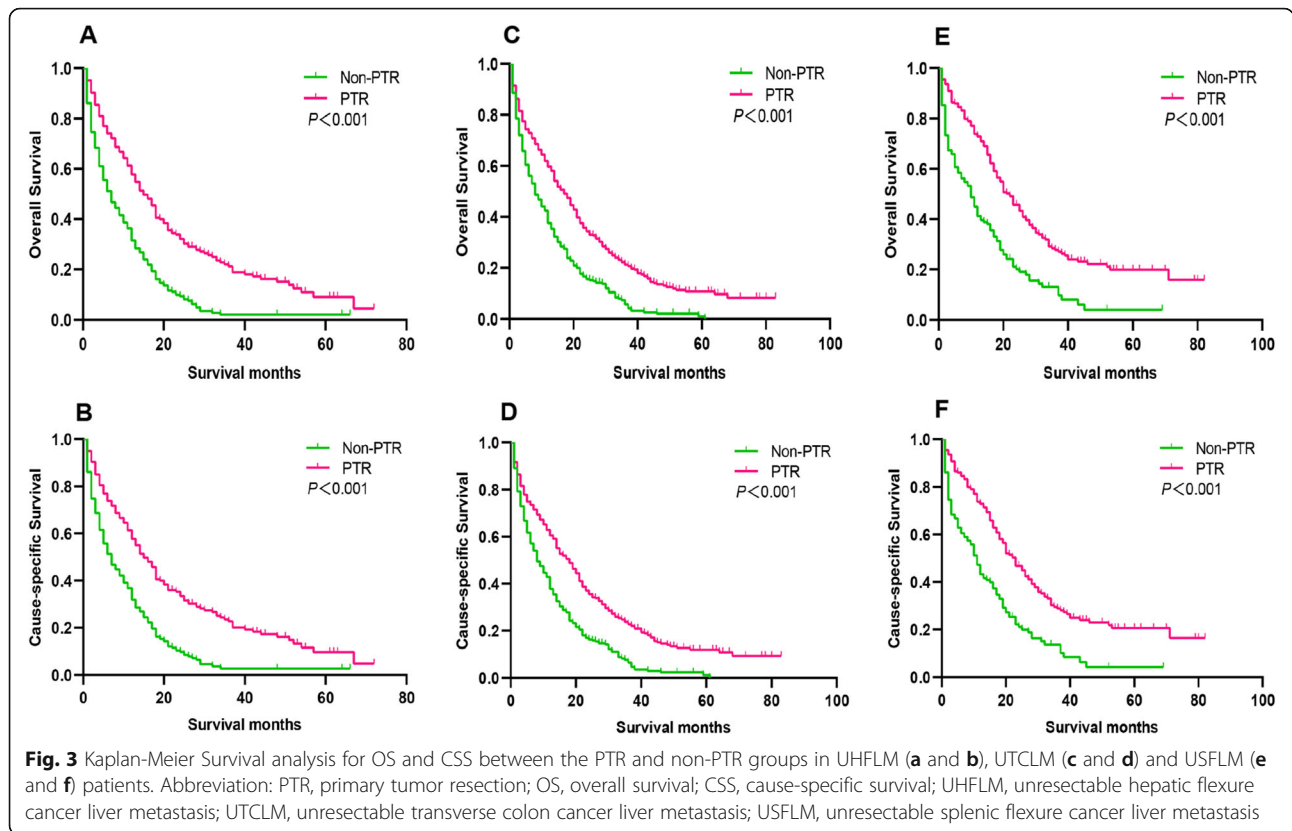 A
Overall Survival
1.0
0.8
0.6
0.4
0.2
0.0
Non-PTR
PTR
P<0.001
0 20 40 60 80
Survival months
C
Overall Survival
1.0
0.8
0.6
0.4
0.2
0.0
Non-PTR
PTR
P<0.001
0 20 40 60 80 100
Survival months
E
Overall Survival
1.0
0.8
0.6
0.4
0.2
0.0
Non-PTR
PTR
P<0.001
0 20 40 60 80 100
Survival months
B
Cause-specific Survival
1.0
0.8
0.6
0.4
0.2
0.0
Non-PTR
PTR
P<0.001
0 20 40 60 80
Survival months
D
Cause-specific Survival
1.0
0.8
0.6
0.4
0.2
0.0
Non-PTR
PTR
P<0.001
0 20 40 60 80 100
Survival months
F
Cause-specific Survival
1.0
0.8
0.6
0.4
0.2
0.0
Non-PTR
PTR
P<0.001
0 20 40 60 80 100
Survival months
Fig. 3 Kaplan-Meier Survival analysis for OS and CSS between the PTR and non-PTR groups in UHFLM (a and b), UTCLM (c and d) and USFLM (e
and f) patients. Abbreviation: PTR, primary tumor resection; OS, overall survival; CSS, cause-specific survival; UHFLM, unresectable hepatic flexure
cancer liver metastasis; UTCLM, unresectable transverse colon cancer liver metastasis; USFLM, unresectable splenic flexure cancer liver metastasis